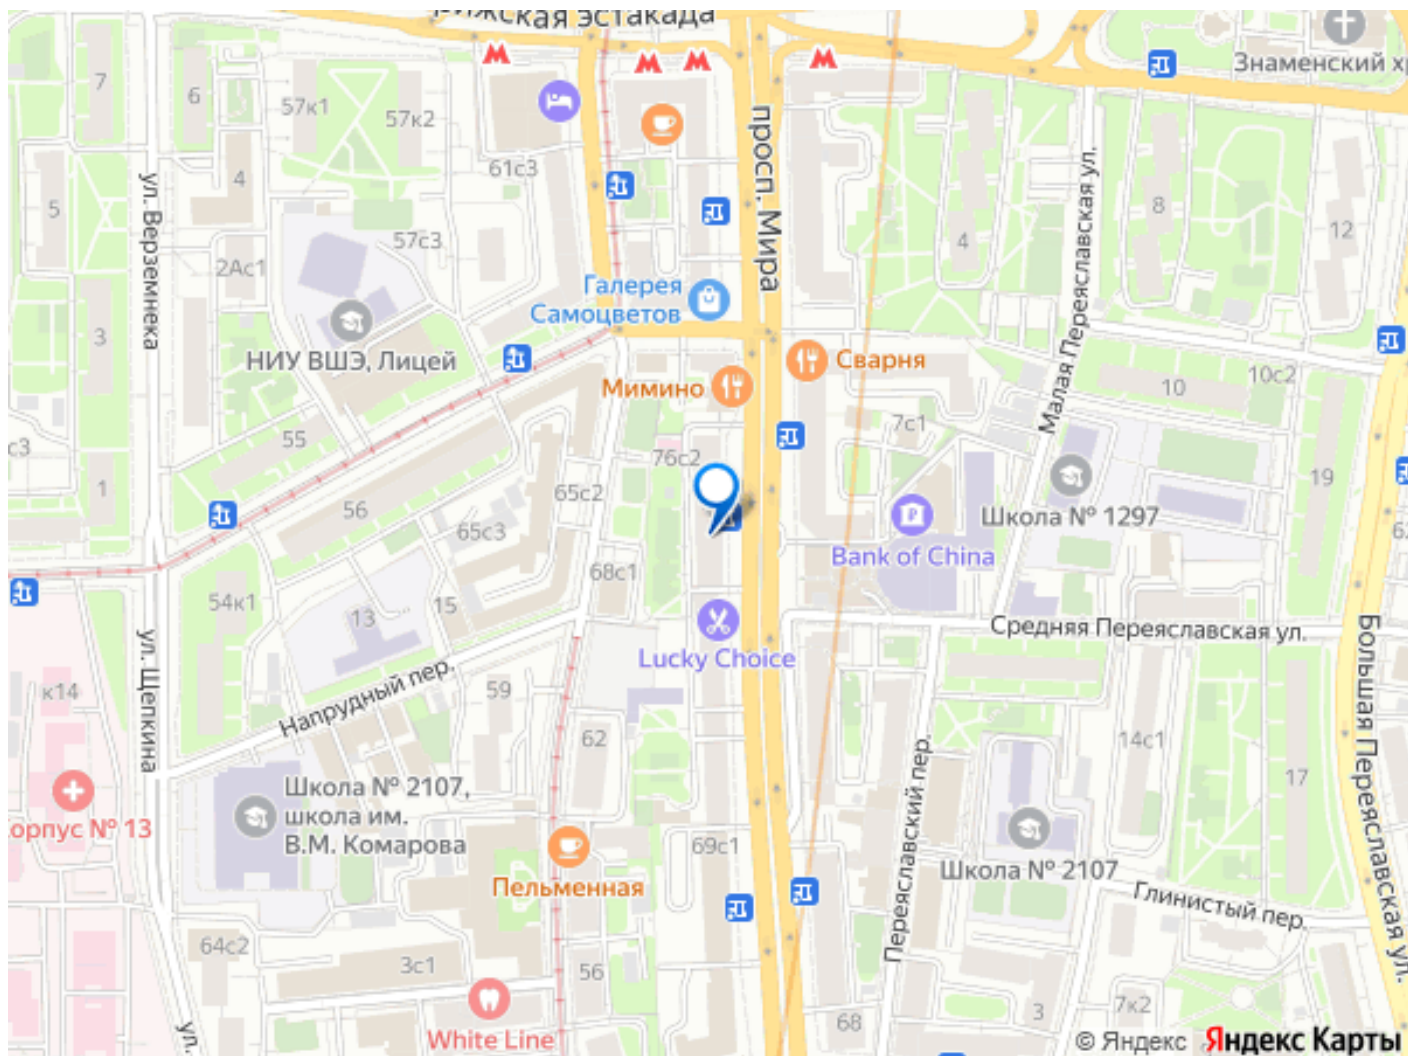 Рижская эстакада
Знаменский хр
7
6
57к1
57к2
61с3
4
5
ул. Верземнека
просп. Мира
Малая Переяславская ул.
8
4
12
57с3
2Ас1
Галерея
Самоцветов
3
НИУ ВШЭ, Лицей
Мимино
Сварня
10
10с2
7с1
55
с3
1
76с2
65с2
56
65с3
19
Школа № 1297
Bank of China
68с1
54к1
15
13
Средняя Переяславская ул.
Lucky Choice
ул. Щепкина
Напрудный пер.
к14
59
62
14с1
17
Большая Переяславская ул.
Переяславский пер.
Школа № 2107,
школа им.
В.М. Комарова
орпус № 13
69с1
Школа № 2107
Пельменная
Глинистый пер.
64с2
3с1
56
White Line
68
3
7к2
ул.
© Яндекс Яндекс Карты